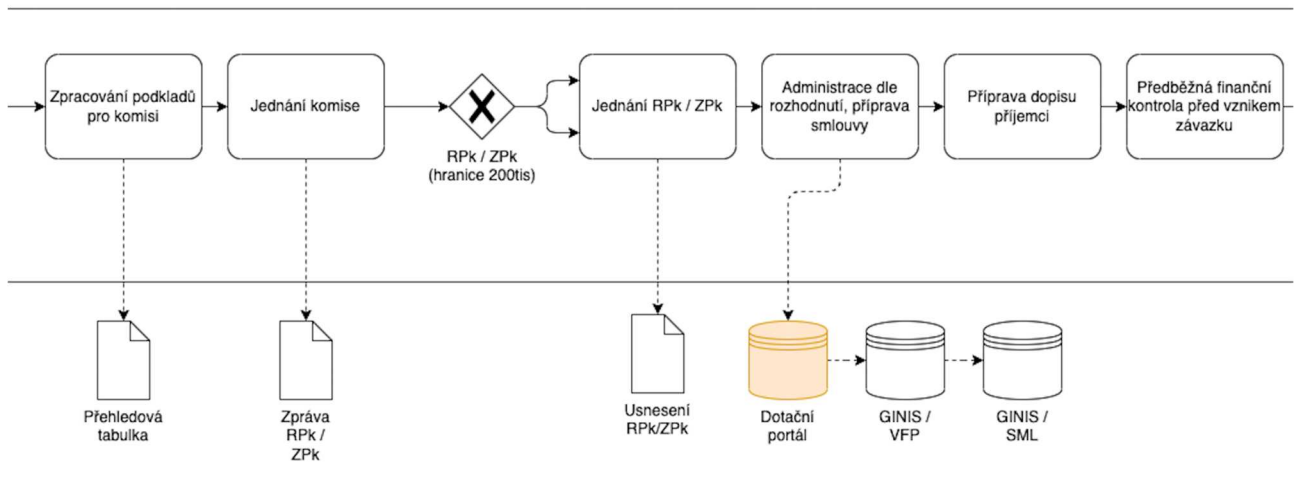 Zpracování podkladů
pro komisi
Jednání komise
RPk / ZPk
(hranice 200tis)
Jednání RPk / ZPk
Administrace dle
rozhodnutí, příprava
smlouvy
Příprava dopisu
příjemci
Předběžná finanční
kontrola před vznikem
závazku
Přehledová
tabulka
Zpráva
RPk /
ZPk
Usnesení
RPk/ZPk
Dotační
portál
GINIS /
VFP
GINIS /
SML